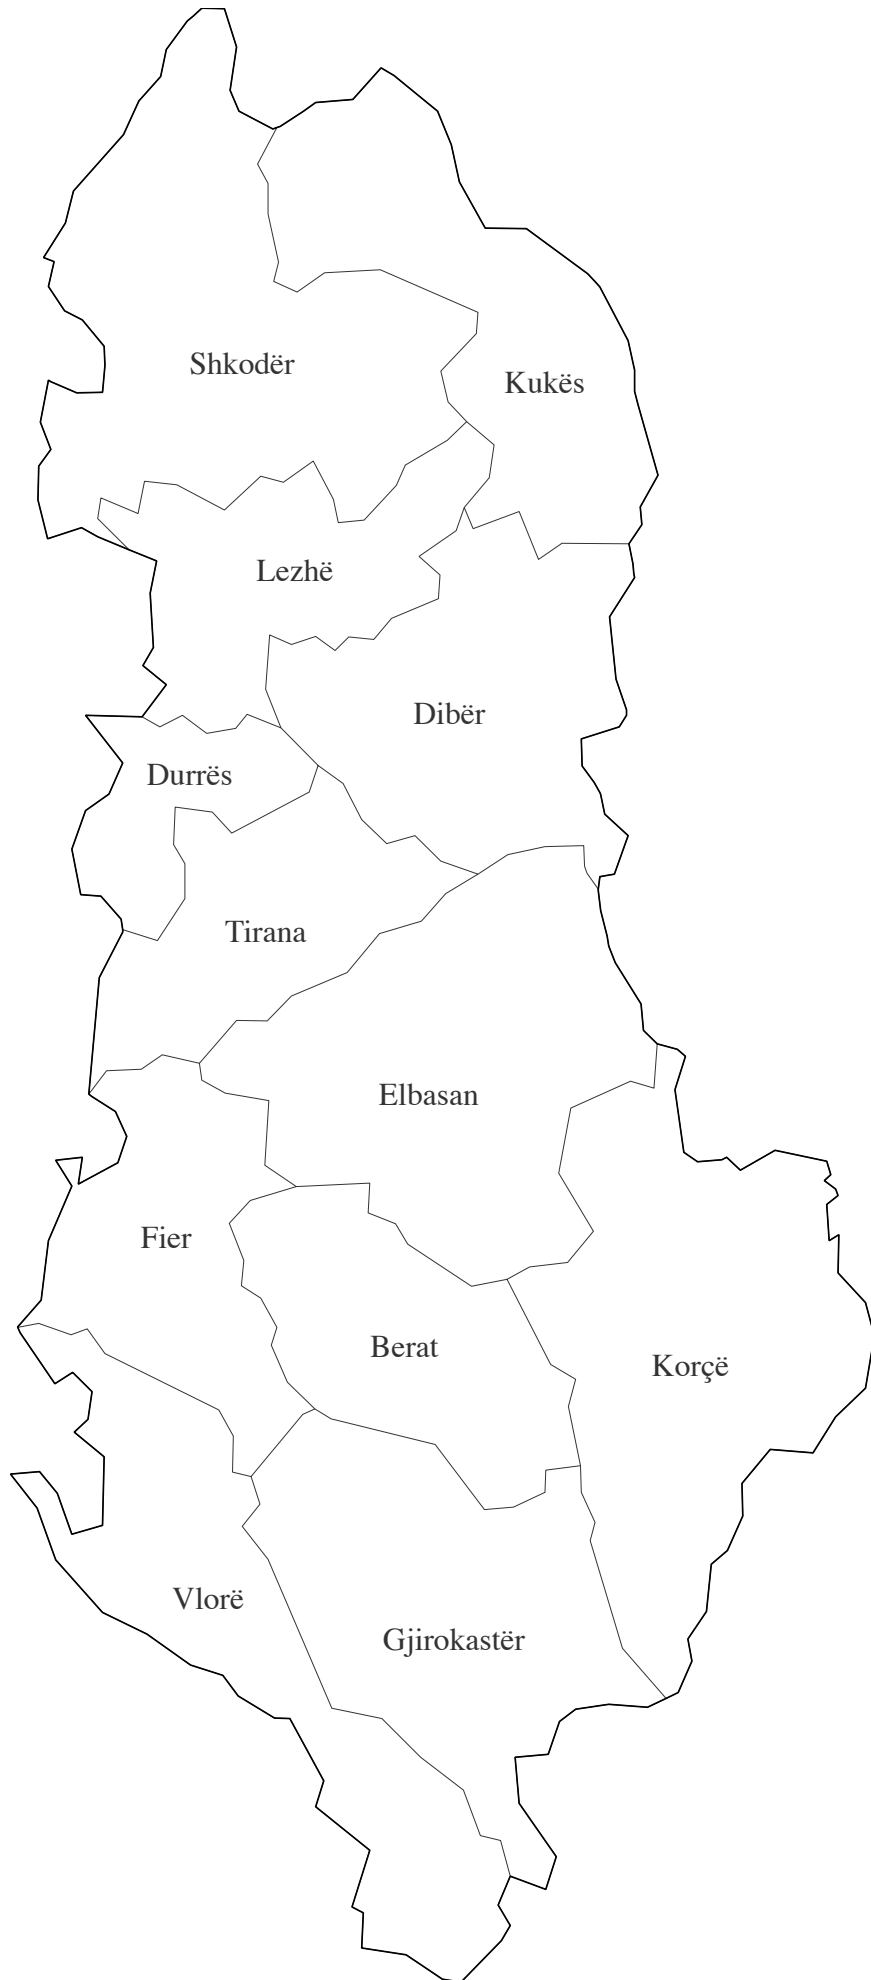 Shkodër
Kukës
Lezhë
Dibër
Durrës
Tirana
Elbasan
Fier
Berat
Korçë
Vlorë
Gjirokastër